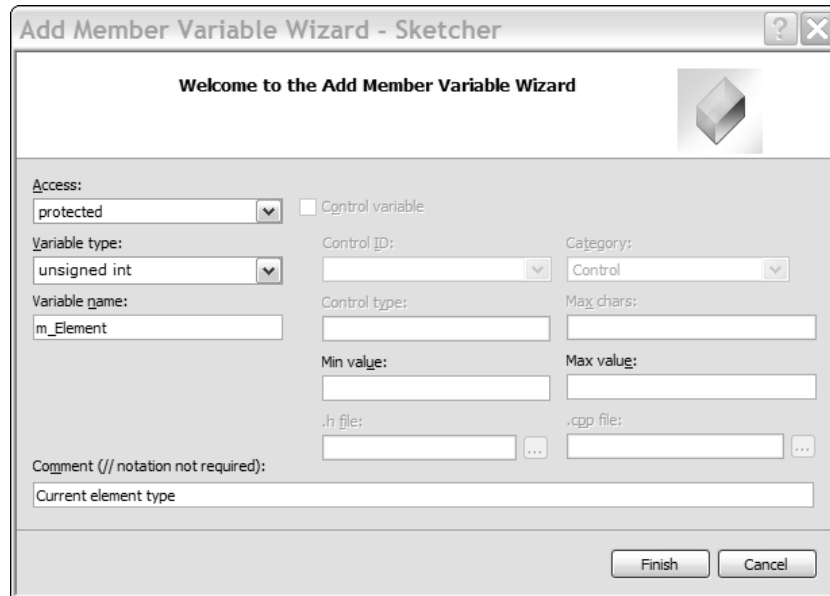 Add Member Variable Wizard - Sketcher
Welcome to the Add Member Variable Wizard
Access:
protected
Control variable
Variable type:
Control ID:
Category:
unsigned int
Control
Variable name:
Control type:
Max chars:
m_Element
Min value:
Max value:
.h file:
.cpp file:
...
...
Comment (// notation not required):
Current element type
Finish
Cancel